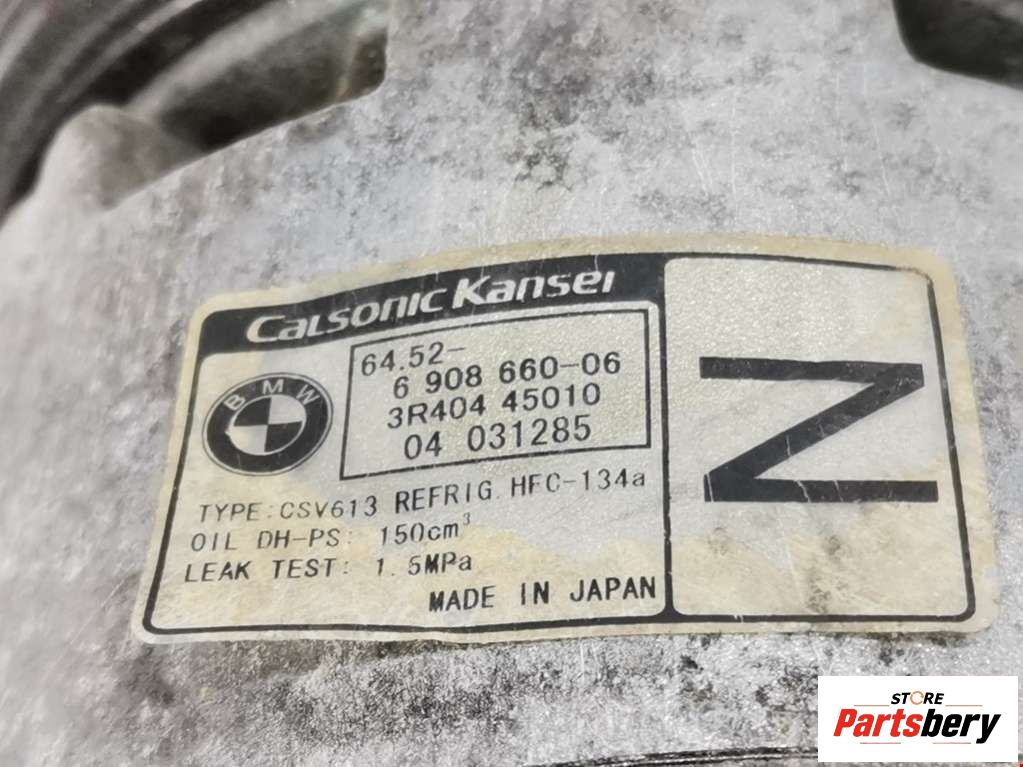 Calsonic Kansei
BMW
64.52-
6 908 660-06
3R404 45010
04 031285
TYPE:CSV613 REFRIG.HFC-134a
OIL DH-PS: 150cm³
LEAK TEST: 1.5MPa
MADE IN JAPAN
Z
STORE
Partsbery